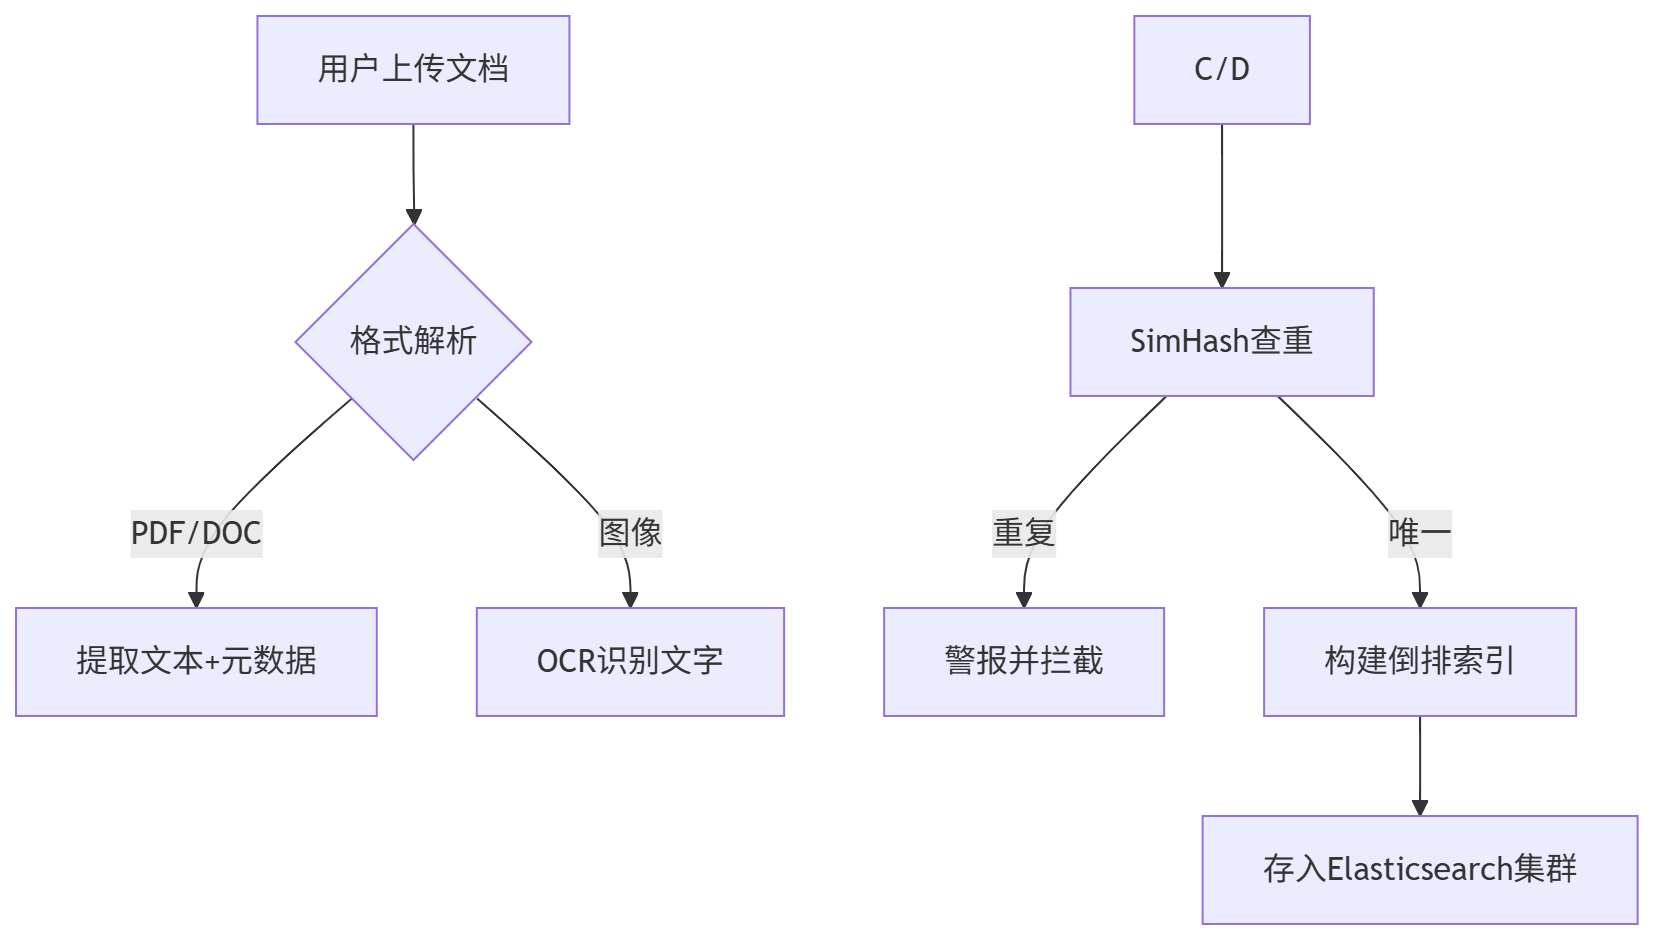 用户上传文档
C/D
格式解析
SimHash查重
PDF/DOC
图像
重复
唯一
提取文本+元数据
OCR识别文字
警报并拦截
构建倒排索引
存入Elasticsearch集群